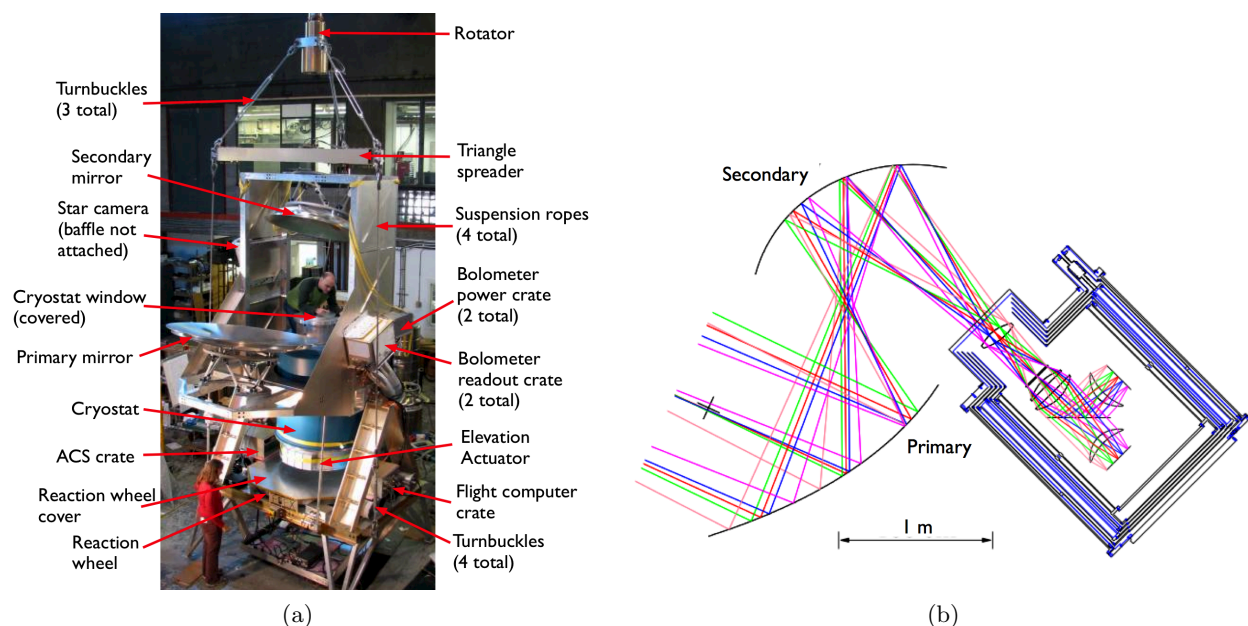 Rotator
Turnbuckles
(3 total)
Secondary
mirror
Triangle
spreader
Star camera
(baffle not
attached)
Suspension ropes
(4 total)
Cryostat window
(covered)
Bolometer
power crate
(2 total)
Primary mirror
Bolometer
readout crate
(2 total)
Cryostat
ACS crate
Elevation
Actuator
Reaction wheel
cover
Flight computer
crate
Reaction
wheel
Turnbuckles
(4 total)
(a)
Secondary
Primary
1 m
(b)